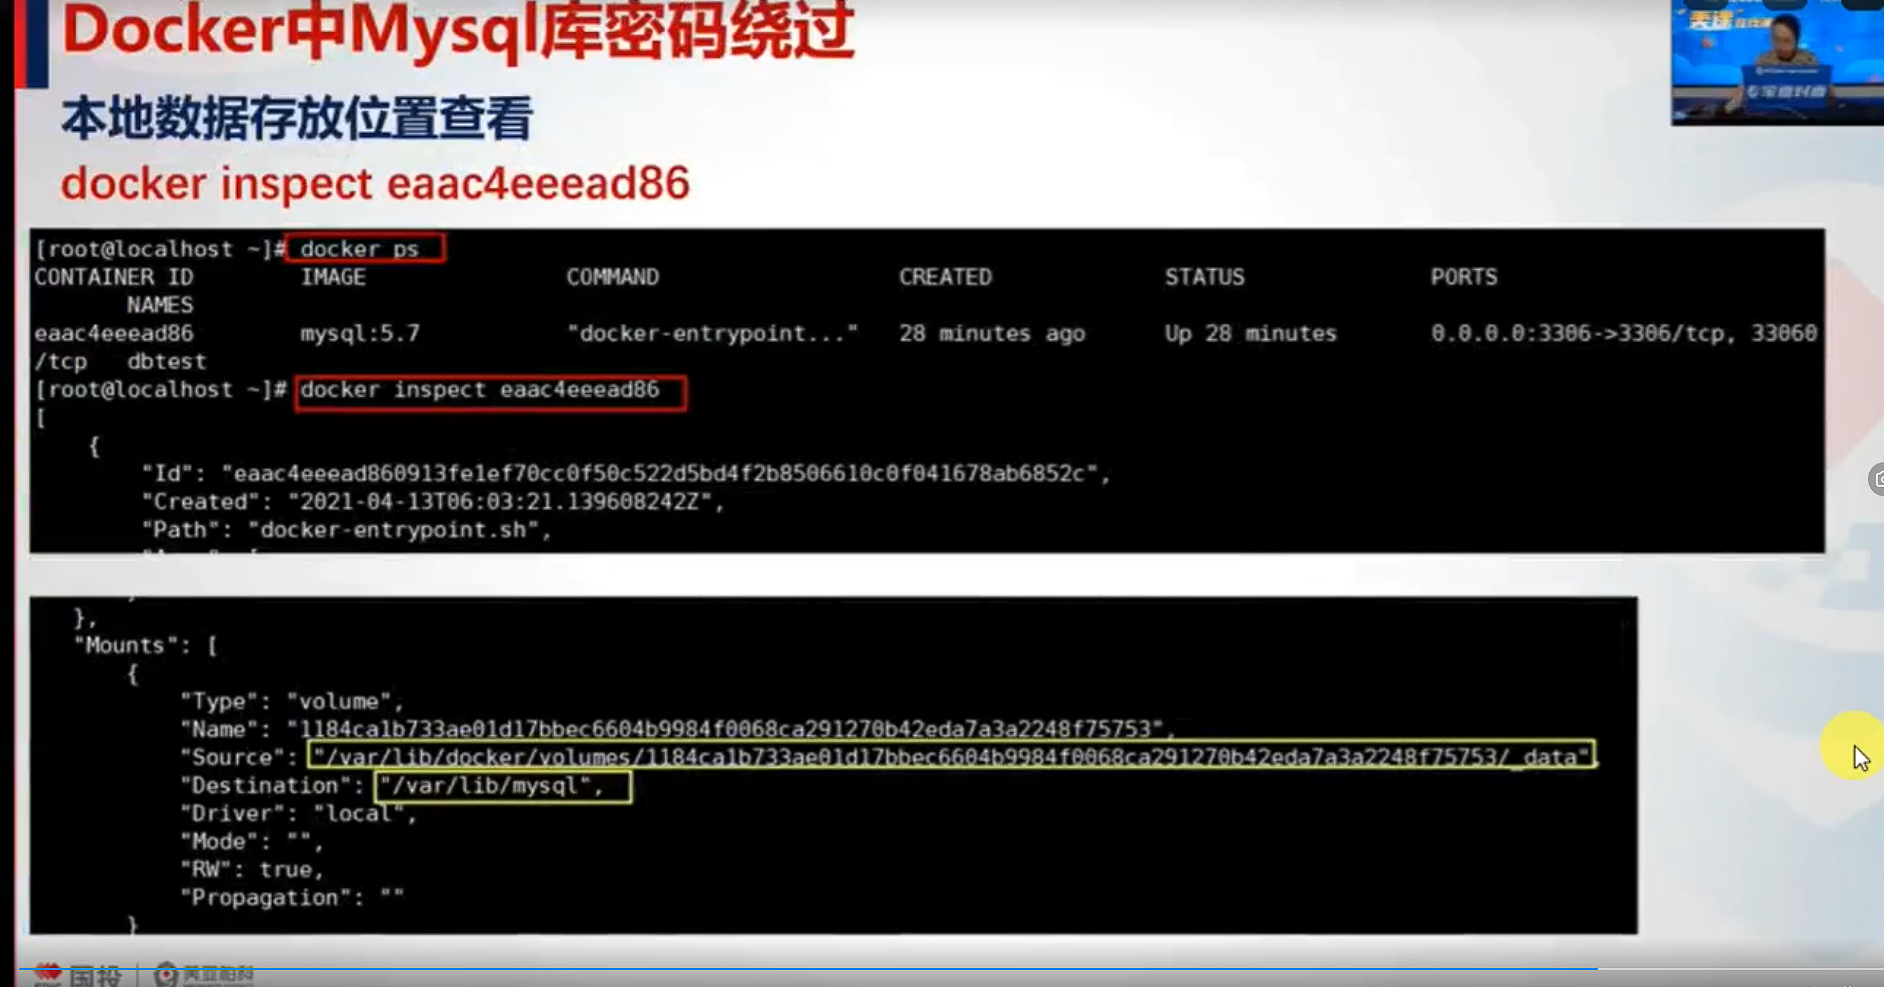 Docker中Mysql库密码绕过
本地数据存放位置查看
docker inspect eaac4eeead86
[root@localhost ~]# docker ps
CONTAINER ID IMAGE COMMAND CREATED STATUS PORTS
NAMES
eaac4eeead86 mysql:5.7 "docker-entrypoint..." 28 minutes ago Up 28 minutes 0.0.0.0:3306->3306/tcp, 33060
/tcp dbtest
[root@localhost ~]# docker inspect eaac4eeead86
[
{
"Id": "eaac4eeead860913fe1ef70cc0f50c522d5bd4f2b8506610c0f041678ab6852c",
"Created": "2021-04-13T06:03:21.139608242Z",
"Path": "docker-entrypoint.sh",
},
"Mounts": [
{
"Type": "volume",
"Name": "1184ca1b733ae01d17bbec6604b9984f0068ca291270b42eda7a3a2248f75753",
"Source": "/var/lib/docker/volumes/1184ca1b733ae01d17bbec6604b9984f0068ca291270b42eda7a3a2248f75753/_data",
"Destination": "/var/lib/mysql",
"Driver": "local",
"Mode": "",
"RW": true,
"Propagation": ""
}
国投